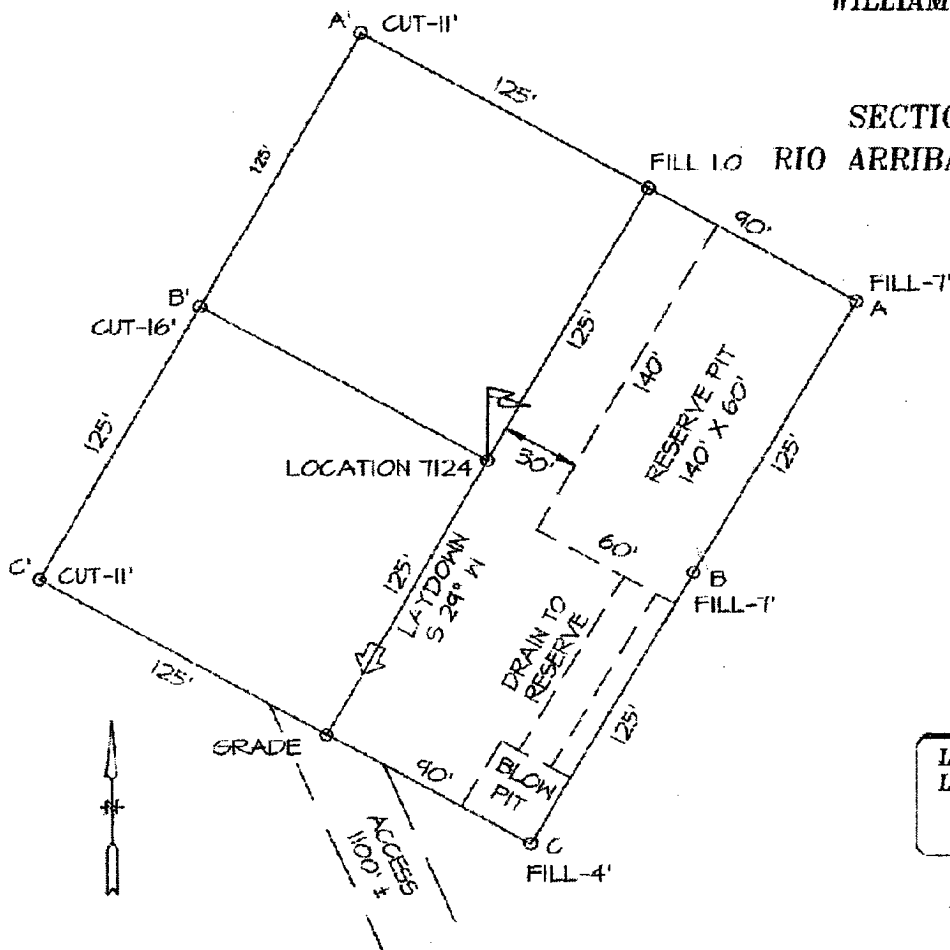 WILLIAM
SECTIO
RIO ARRIBA
A' CUT-11'
125'
125'
FILL 1.0
90'
FILL-7'
A
B'
CUT-16'
125'
140'
RESERVE PIT
140' X 60'
125'
125'
LOCATION 7124
30'
60'
B
FILL-7'
C' CUT-11'
125'
LAYDOWN
S 29° W
DRAIN TO
RESERVE
125'
125'
GRADE
90'
BLOW
PIT
C
FILL-4'
ACCESS
1100' ±
N
L
L